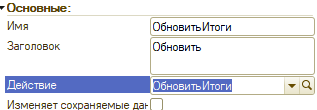 Основные:
Имя ОбновитьИтоги
Заголовок Обновить
Действие ОбновитьИтоги
Изменяет сохраняемые дан